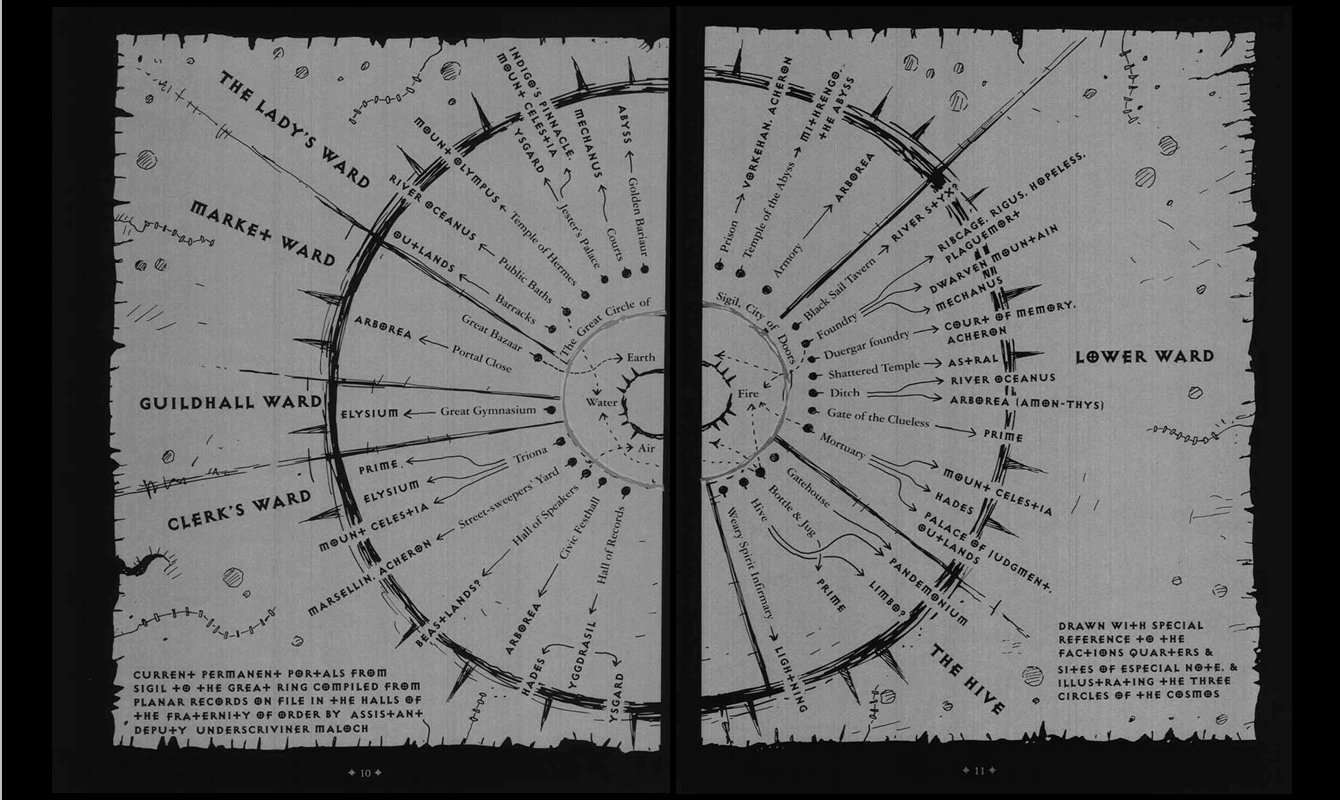 THE LADY'S WARD
MARKET WARD
GUILDHALL WARD
CLERK'S WARD
INDIGO'S PINNACLE,
MOUNT CELESTIA
YSGARD
Jester's Palace
MECHANUS
Courts
ABYSS
Golden Bariaur
MOUNT OLYMPUS
Temple of Hermes
RIVER OCEANUS
Public Baths
OUTLANDS
Barracks
Great Bazaar
ARBOREA
Portal Close
ELYSIUM
Great Gymnasium
Triona
PRIME
ELYSIUM
MOUNT CELESTIA
Street-sweepers' Yard
MARSELLIN, ACHERON
Hall of Speakers
BEASTLANDS?
Civic Festhall
ARBOREA
Hall of Records
HADES
YGGDRASIL
YSGARD
The Great Circle of
Earth
Water
Air
CURRENT PERMANENT PORTALS FROM
SIGIL TO THE GREAT RING COMPILED FROM
PLANAR RECORDS ON FILE IN THE HALLS OF
THE FRATERNITY OF ORDER BY ASSISTANT
DEPUTY UNDERSCRIVINER MALOCH
10
Prison
VORKEHAN, ACHERON
Temple of the Abyss
MITHRENGO,
THE ABYSS
Armory
ARBOREA
Sigil, City of Doors
Black Sail Tavern
RIVER STYX?
Foundry
RIBCAGE, RIGUS, HOPELESS,
PLAGUEMORT
DWARVEN MOUNTAIN
MECHANUS
Duergar foundry
COURT OF MEMORY,
ACHERON
Shattered Temple
ASTRAL
Ditch
RIVER OCEANUS
ARBOREA (AMON-THYS)
Gate of the Clueless
PRIME
Mortuary
MOUNT CELESTIA
HADES
PALACE OF JUDGMENT,
OUTLANDS
Fire
Gatehouse
PANDEMONIUM
Bottle & Jug
LIMBO?
Hive
PRIME
Weary Spirit Infirmary
LIGHTNING
LOWER WARD
THE HIVE
DRAWN WITH SPECIAL
REFERENCE TO THE
FACTIONS QUARTERS &
SITES OF ESPECIAL NOTE, &
ILLUSTRATING THE THREE
CIRCLES OF THE COSMOS
11